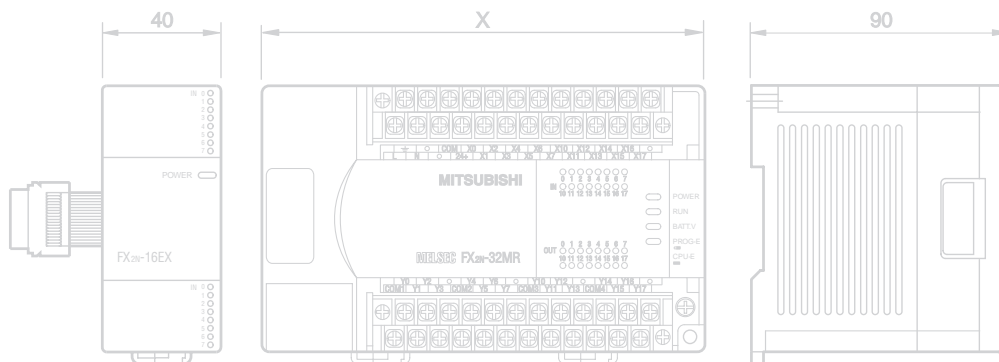 40
X
90
IN 0
1
2
3
4
5
6
7
POWER
FX2N-16EX
IN 0
1
2
3
4
5
6
7
COM X0 X2 X4 X6 X10 X12 X14 X16
L N 24+ X1 X3 X5 X7 X11 X13 X15 X17
MITSUBISHI
0 1 2 3 4 5 6 7
IN
10 11 12 13 14 15 16 17
POWER
RUN
BATT.V
PROG-E
CPU-E
MELSEC FX2N-32MR
0 1 2 3 4 5 6 7
OUT
10 11 12 13 14 15 16 17
Y0 Y2 Y4 Y6 Y10 Y12 Y14 Y16
COM1 Y1 Y3 COM2 Y5 Y7 COM3 Y11 Y13 COM4 Y15 Y17